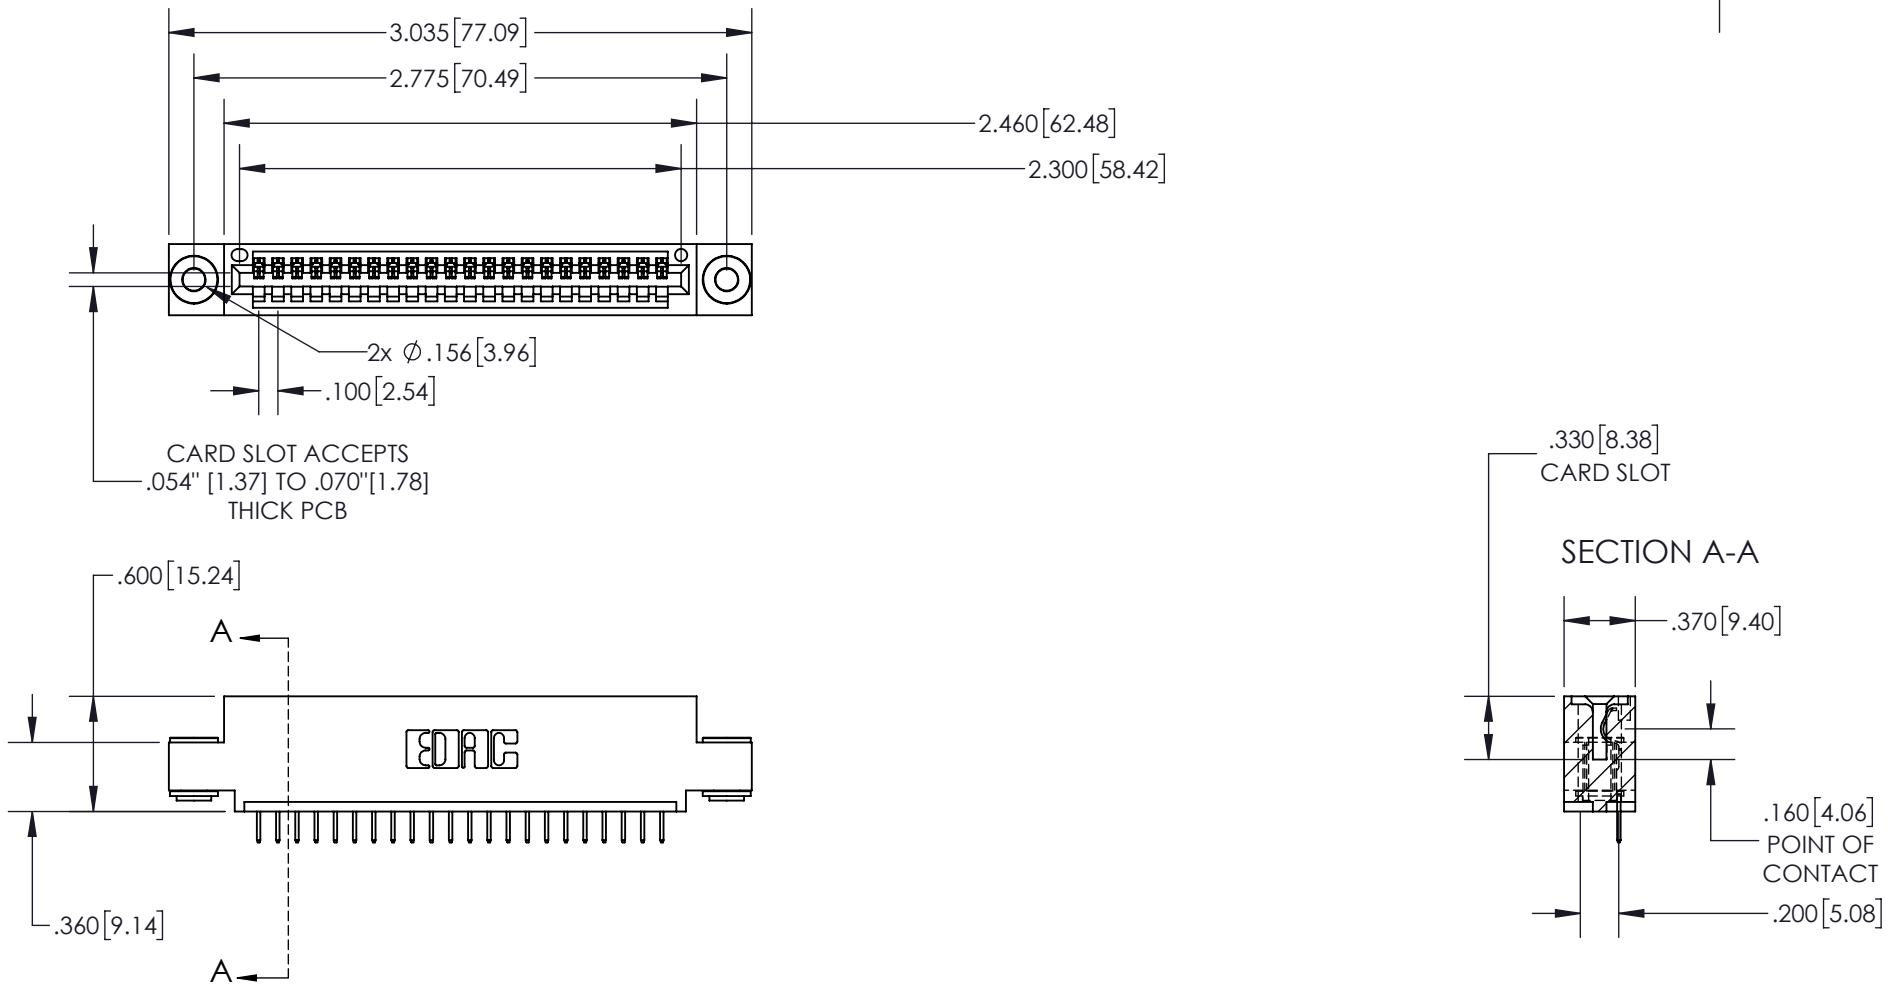 3.035[77.09]
2.775[70.49]
2.460[62.48]
2.300[58.42]
2x ∅.156[3.96]
.100[2.54]
CARD SLOT ACCEPTS
.054" [1.37] TO .070"[1.78]
THICK PCB
.330[8.38]
CARD SLOT
SECTION A-A
.600[15.24]
.370[9.40]
A
EDAC
.160[4.06]
POINT OF
CONTACT
.200[5.08]
.360[9.14]
A